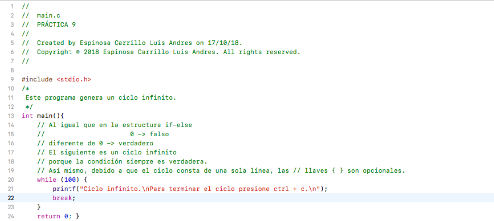 1 //
2 // main.c
3 // PRÁCTICA 9
4 //
5 // Created by Espinosa Carrillo Luis Andres on 17/10/18.
6 // Copyright © 2018 Espinosa Carrillo Luis Andres. All rights reserved.
7 //
8
9 #include <stdio.h>
10 /*
11 Este programa genera un ciclo infinito.
12 */
13 int main(){
14 // Al igual que en la estructura if-else
15 // 0 -> falso
16 // diferente de 0 -> verdadero
17 // El siguiente es un ciclo infinito
18 // porque la condición siempre es verdadera.
19 // Así mismo, debido a que el ciclo consta de una sola línea, las // llaves { } son opcionales.
20 while (100) {
21 printf("Ciclo infinito.\nPara terminar el ciclo presione ctrl + c.\n");
22 break;
23 }
24 return 0; }